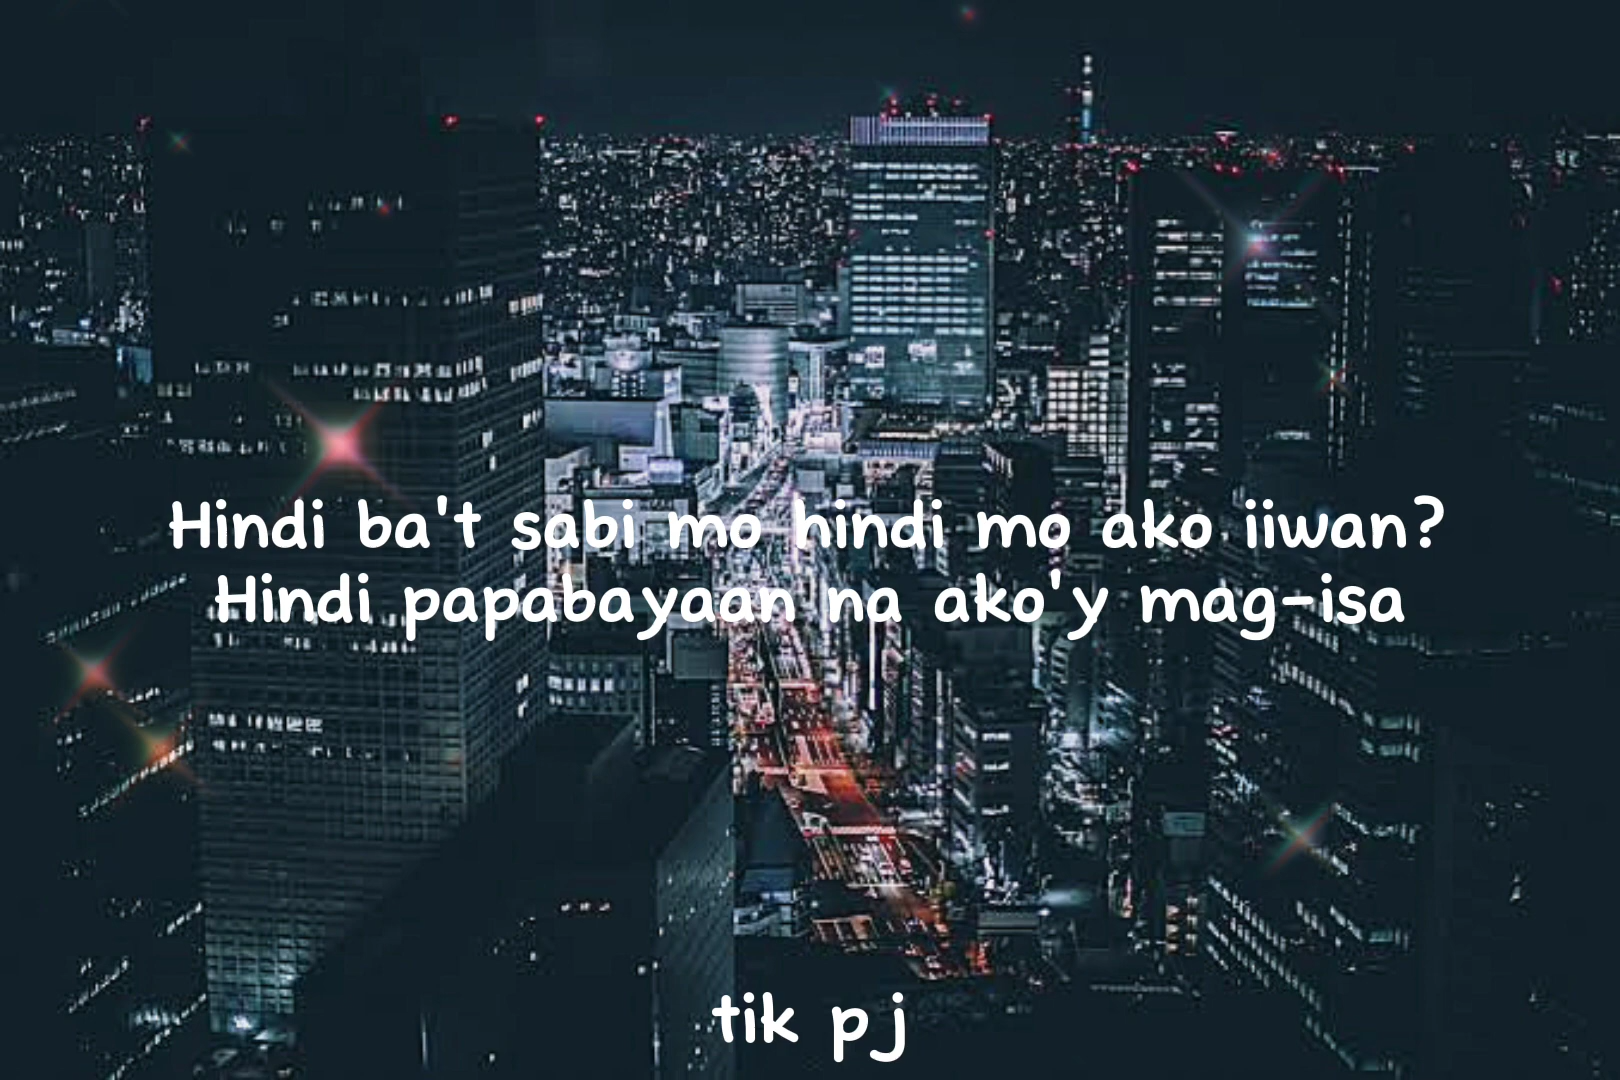 Hindi ba't sabi mo hindi mo ako iiwan?
Hindi papabayaan na ako'y mag-isa
tik pj